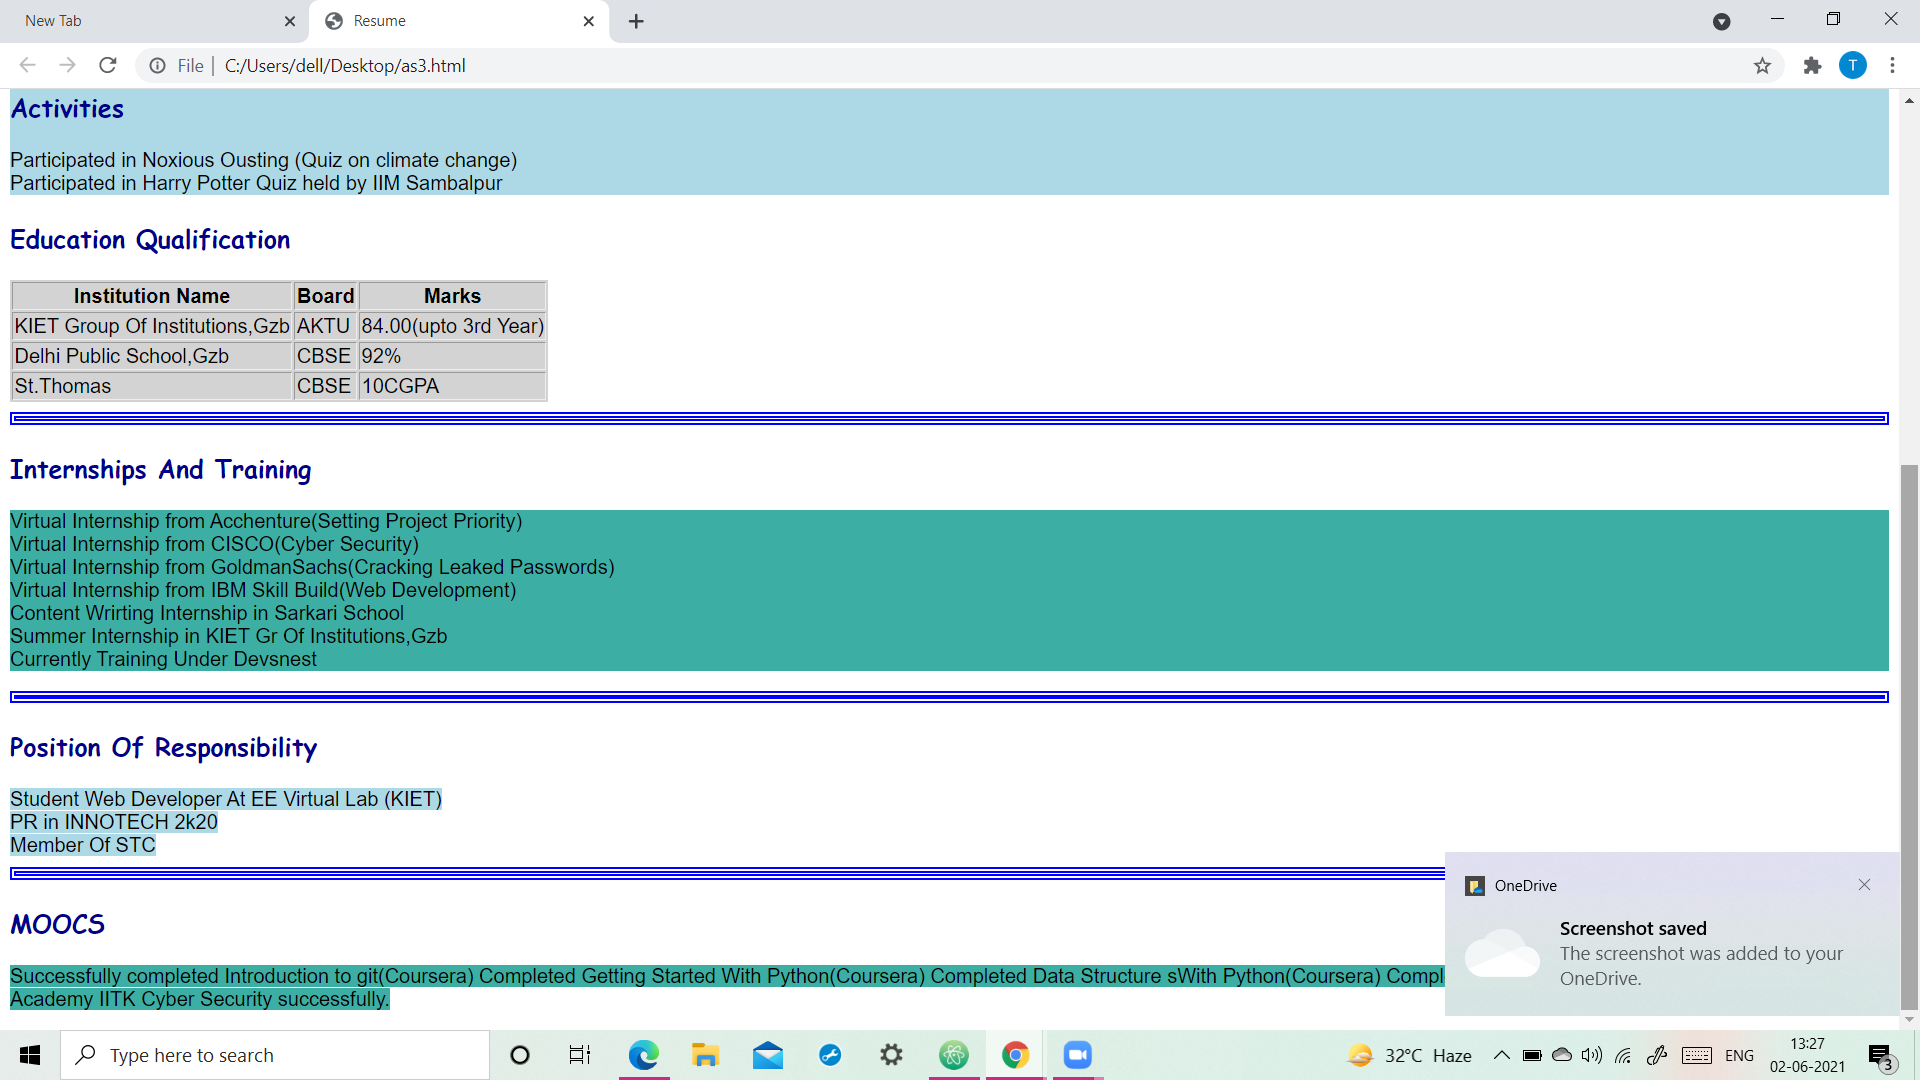 New Tab
Resume
File
C:/Users/dell/Desktop/as3.html
T
Activities
Participated in Noxious Ousting (Quiz on climate change)
Participated in Harry Potter Quiz held by IIM Sambalpur
Education Qualification
Institution Name Board Marks
KIET Group Of Institutions,Gzb AKTU 84.00(upto 3rd Year)
Delhi Public School,Gzb CBSE 92%
St.Thomas CBSE 10CGPA
Internships And Training
Virtual Internship from Acchenture(Setting Project Priority)
Virtual Internship from CISCO(Cyber Security)
Virtual Internship from GoldmanSachs(Cracking Leaked Passwords)
Virtual Internship from IBM Skill Build(Web Development)
Content Wrirting Internship in Sarkari School
Summer Internship in KIET Gr Of Institutions,Gzb
Currently Training Under Devsnest
Position Of Responsibility
Student Web Developer At EE Virtual Lab (KIET)
PR in INNOTECH 2k20
Member Of STC
MOOCS
Successfully completed Introduction to git(Coursera) Completed Getting Started With Python(Coursera) Completed Data Structure sWith Python(Coursera) Compl
Academy IITK Cyber Security successfully.
OneDrive
Screenshot saved
The screenshot was added to your
OneDrive.
Type here to search
32°C Haze
ENG
13:27
02-06-2021
3